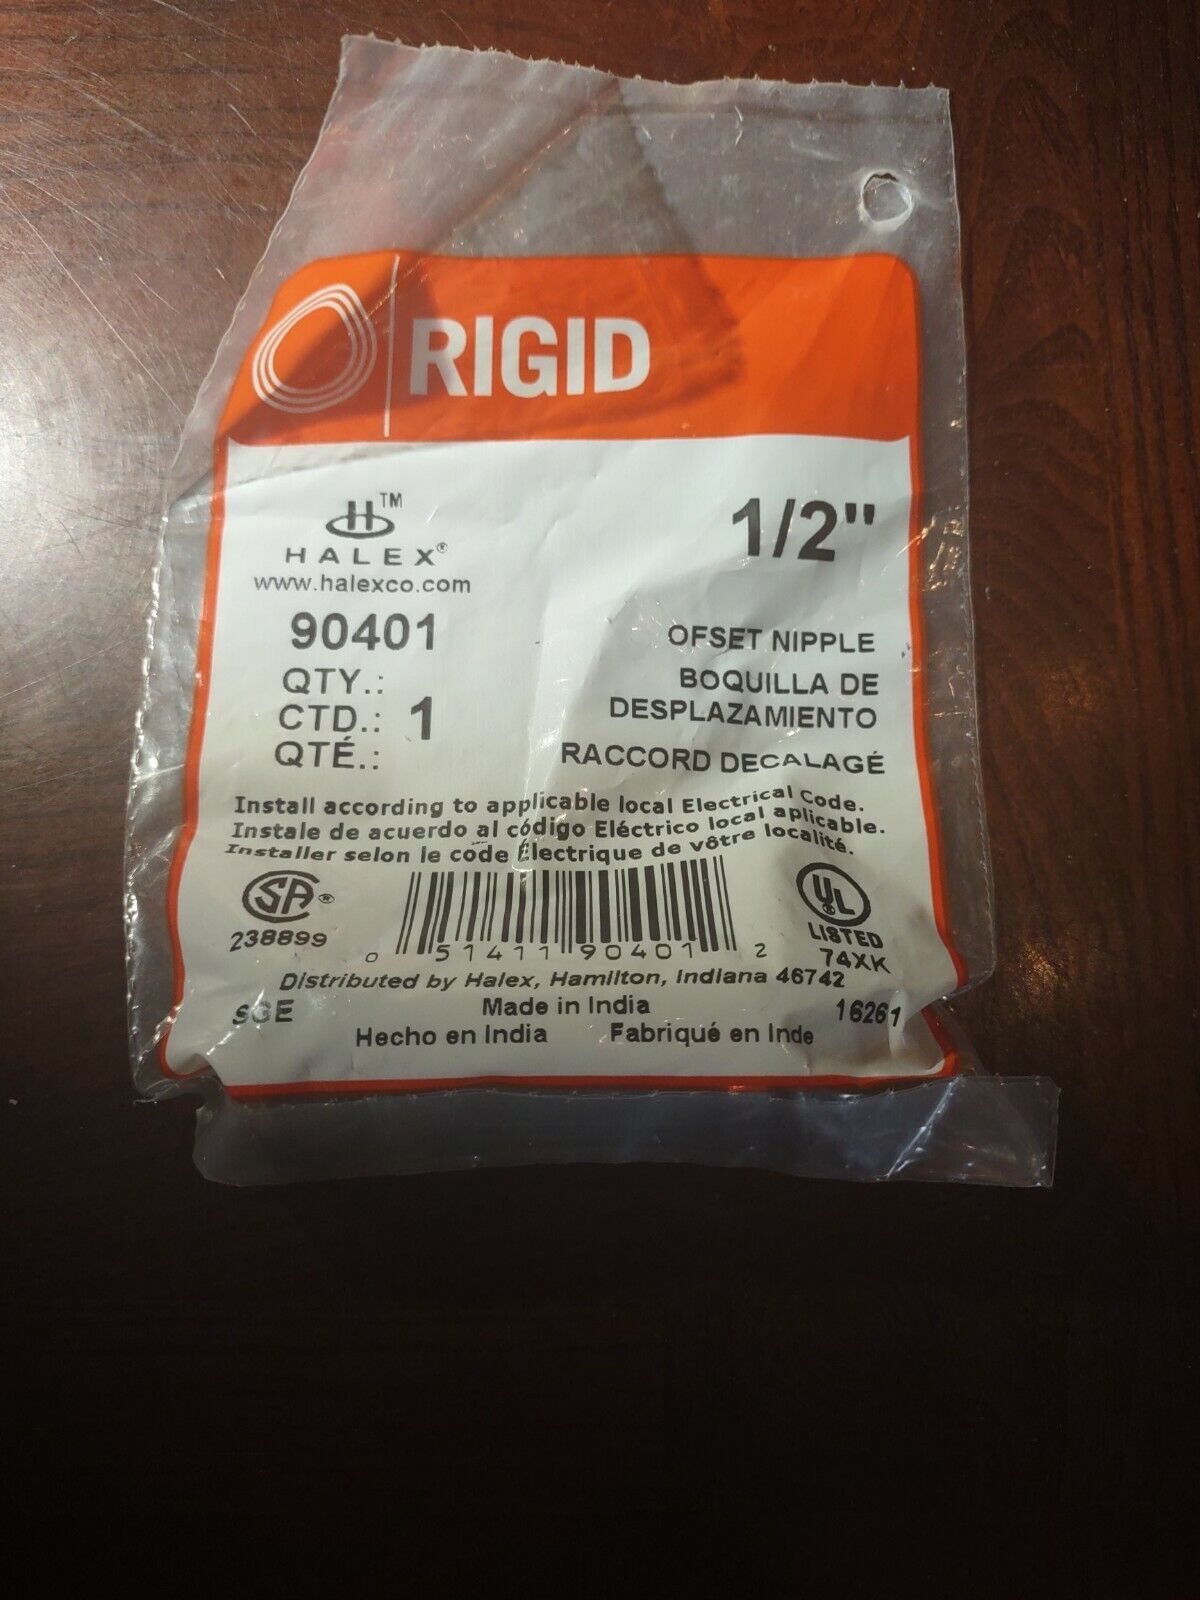 RIGID
H™
HALEX®
www.halexco.com
90401
QTY.:
CTD.: 1
QTÉ.:
1/2"
OFSET NIPPLE
BOQUILLA DE
DESPLAZAMIENTO
RACCORD DECALAGÉ
Install according to applicable local Electrical Code.
Instale de acuerdo al código Eléctrico local aplicable.
Installer selon le code Électrique de vôtre localité.
SA®
238899
0 51411 90401 2
UL®
LISTED
74XK
Distributed by Halex, Hamilton, Indiana 46742
Made in India
16261
Hecho en India Fabriqué en Inde